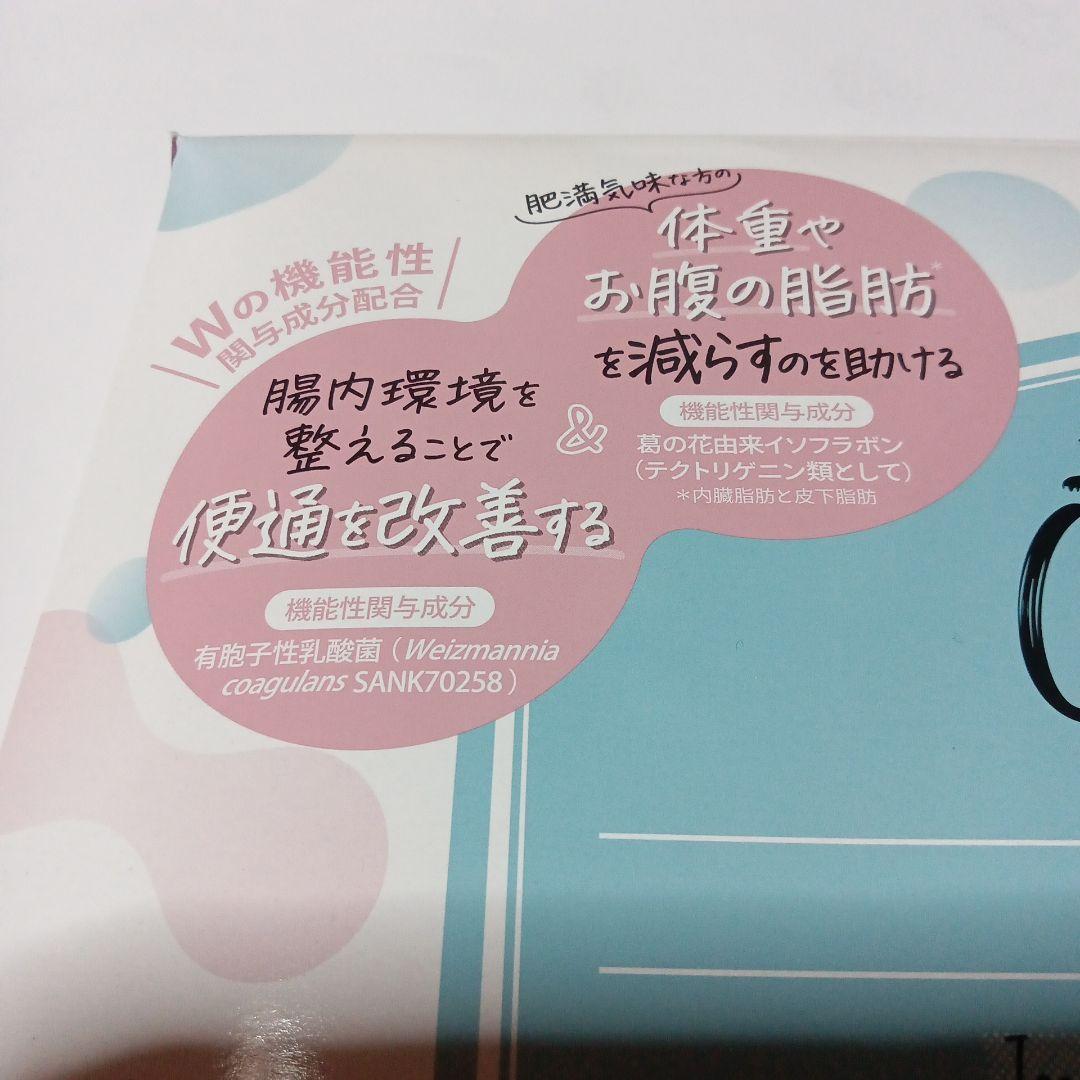 Wの機能性
関与成分配合
肥満気味な方の
体重や
お腹の脂肪*
を減らすのを助ける
機能性関与成分
葛の花由来イソフラボン
（テクトリゲニン類として）
＊内臓脂肪と皮下脂肪
&
腸内環境を
整えることで
便通を改善する
機能性関与成分
有胞子性乳酸菌（Weizmannia
coagulans SANK70258）